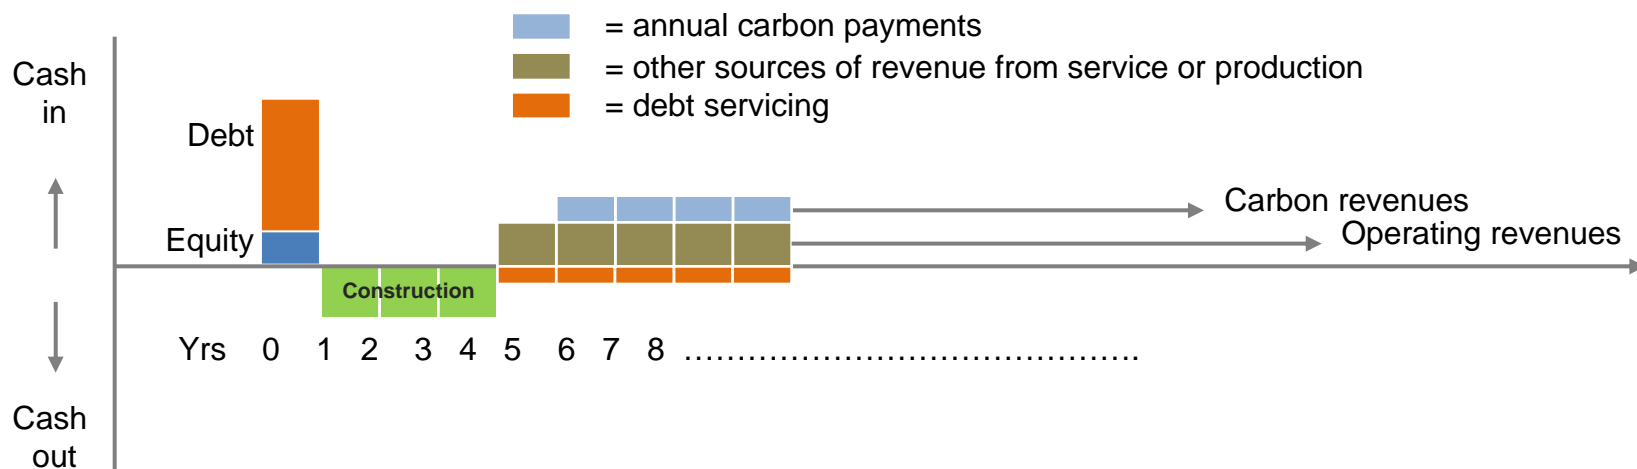 = annual carbon payments
= other sources of revenue from service or production
= debt servicing
Cash
in
Debt
Equity
Carbon revenues
Operating revenues
Construction
Yrs 0 1 2 3 4 5 6 7 8 ...........................................
Cash
out